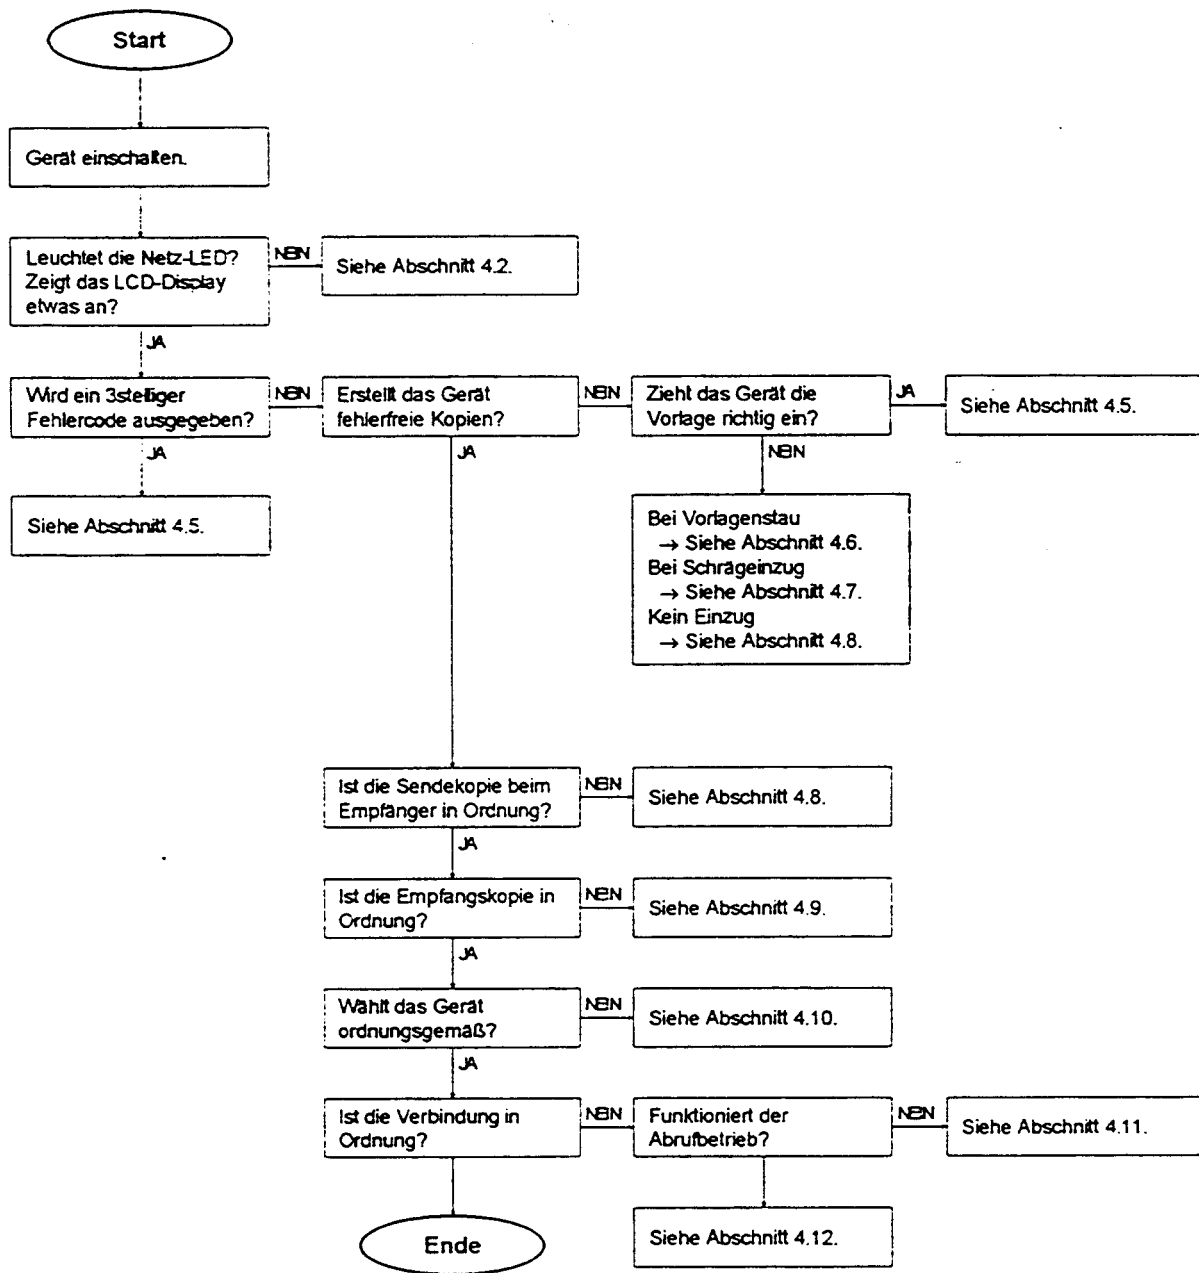 Start
Gerät einschalten.
Leuchtet die Netz-LED?
Zeigt das LCD-Display
etwas an?
NEIN
Siehe Abschnitt 4.2.
JA
Wird ein 3stelliger
Fehlercode ausgegeben?
NEIN
Erstellt das Gerät
fehlerfreie Kopien?
NEIN
Zieht das Gerät die
Vorlage richtig ein?
JA
Siehe Abschnitt 4.5.
JA
JA
NEIN
Siehe Abschnitt 4.5.
Bei Vorlagenstau
→ Siehe Abschnitt 4.6.
Bei Schrägeinzug
→ Siehe Abschnitt 4.7.
Kein Einzug
→ Siehe Abschnitt 4.8.
Ist die Sendekopie beim
Empfänger in Ordnung?
NEIN
Siehe Abschnitt 4.8.
JA
Ist die Empfangskopie in
Ordnung?
NEIN
Siehe Abschnitt 4.9.
JA
Wählt das Gerät
ordnungsgemäß?
NEIN
Siehe Abschnitt 4.10.
JA
Ist die Verbindung in
Ordnung?
NEIN
Funktioniert der
Abrufbetrieb?
NEIN
Siehe Abschnitt 4.11.
Ende
Siehe Abschnitt 4.12.